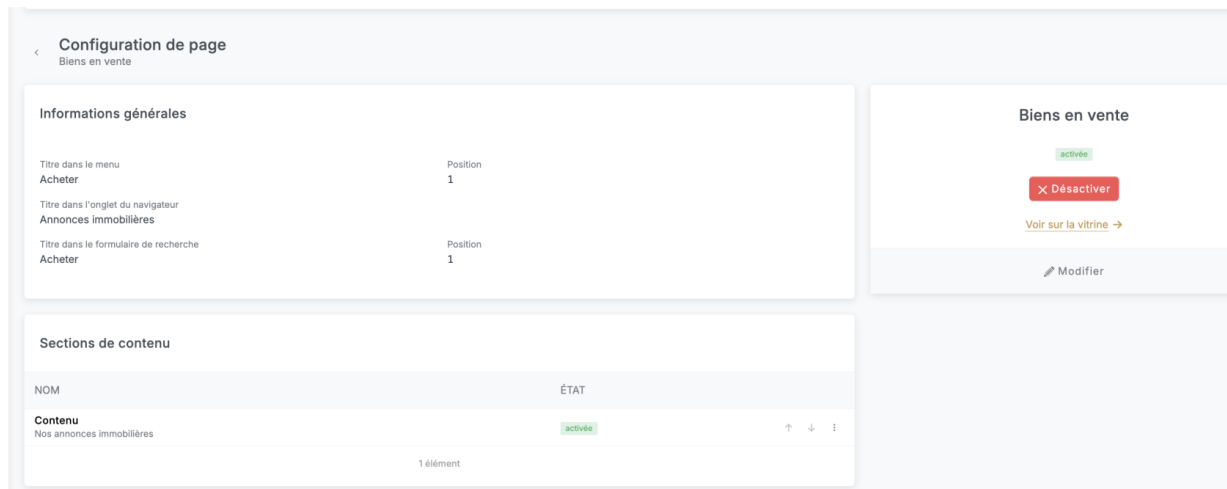 Configuration de page
Biens en vente
Informations générales
Titre dans le menu
Acheter
Position
1
Titre dans l'onglet du navigateur
Annonces immobilières
Titre dans le formulaire de recherche
Acheter
Position
1
Biens en vente
activée
Désactiver
Voir sur la vitrine →
Modifier
Sections de contenu
NOM ÉTAT
Contenu
Nos annonces immobilières
activée
1 élément